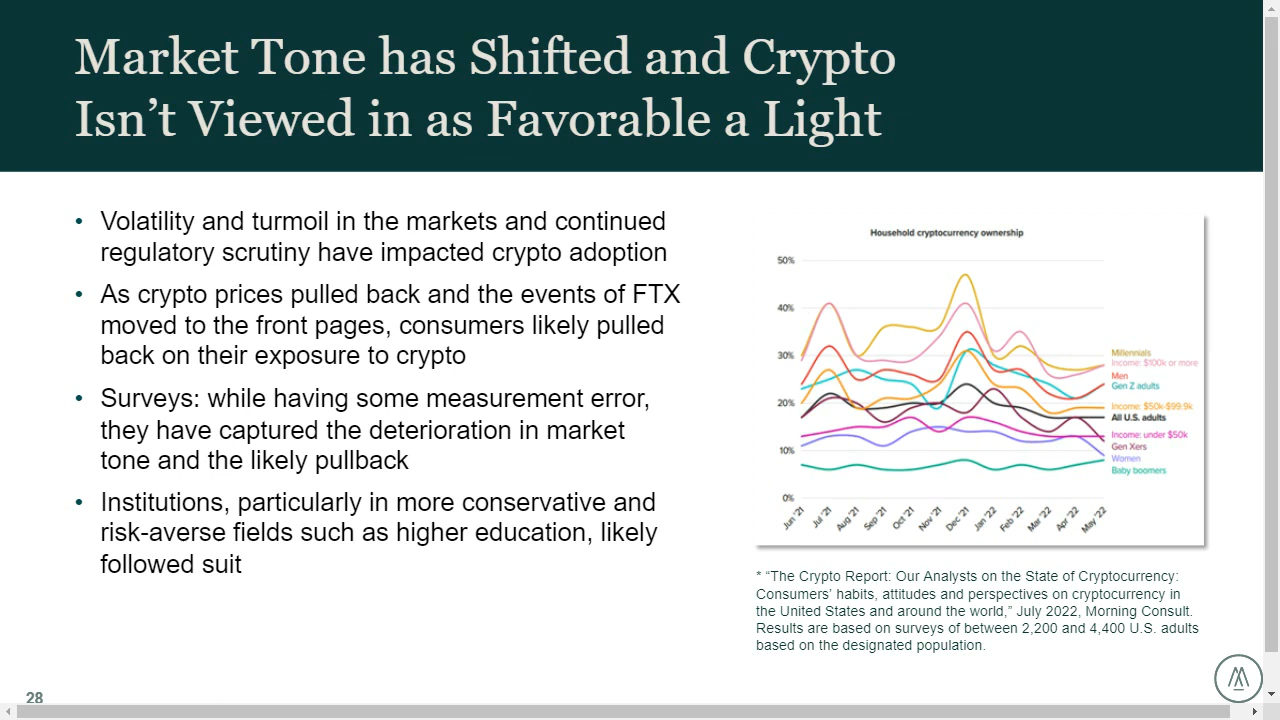 Market Tone has Shifted and Crypto
Isn’t Viewed in as Favorable a Light
• Volatility and turmoil in the markets and continued
regulatory scrutiny have impacted crypto adoption
• As crypto prices pulled back and the events of FTX
moved to the front pages, consumers likely pulled
back on their exposure to crypto
• Surveys: while having some measurement error,
they have captured the deterioration in market
tone and the likely pullback
• Institutions, particularly in more conservative and
risk-averse fields such as higher education, likely
followed suit
Household cryptocurrency ownership
50%
40%
30%
20%
10%
0%
Jun '21
Jul '21
Aug '21
Sep '21
Oct '21
Nov '21
Dec '21
Jan '22
Feb '22
Mar '22
Apr '22
May '22
Millennials
Income: $100k or more
Men
Gen Z adults
Income: $50k-$99.9k
All U.S. adults
Income: under $50k
Gen Xers
Women
Baby boomers
* “The Crypto Report: Our Analysts on the State of Cryptocurrency:
Consumers’ habits, attitudes and perspectives on cryptocurrency in
the United States and around the world,” July 2022, Morning Consult.
Results are based on surveys of between 2,200 and 4,400 U.S. adults
based on the designated population.
28